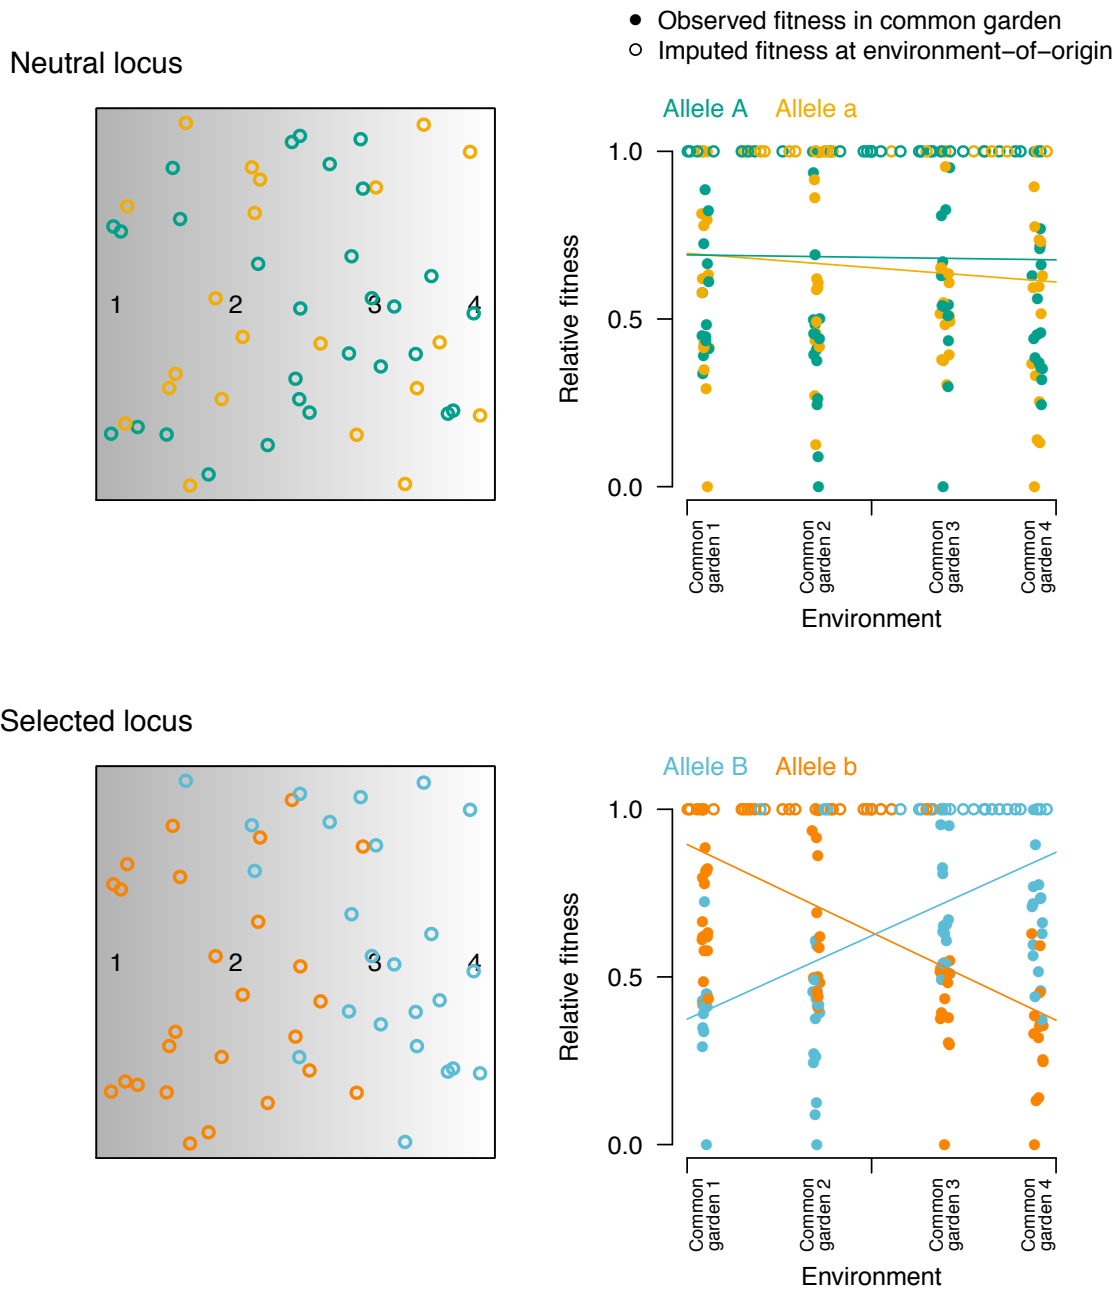 Observed fitness in common garden
Imputed fitness at environment−of−origin
Neutral locus
Allele A Allele a
1 2 3 4
1.0
0.5
0.0
Relative fitness
Common garden 1
Common garden 2
Common garden 3
Common garden 4
Environment
Selected locus
Allele B Allele b
1 2 3 4
1.0
0.5
0.0
Relative fitness
Common garden 1
Common garden 2
Common garden 3
Common garden 4
Environment